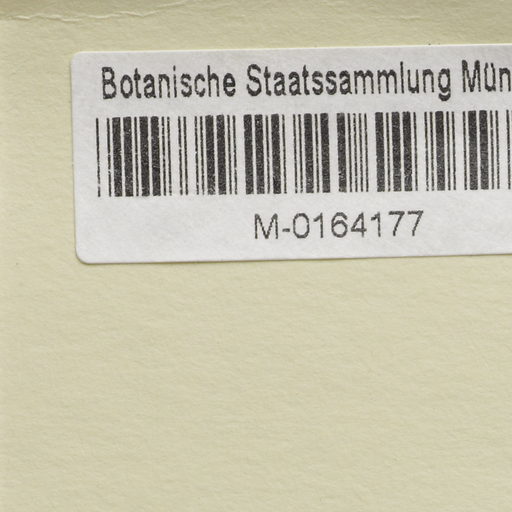 Botanische Staatssammlung Mün
M-0164177